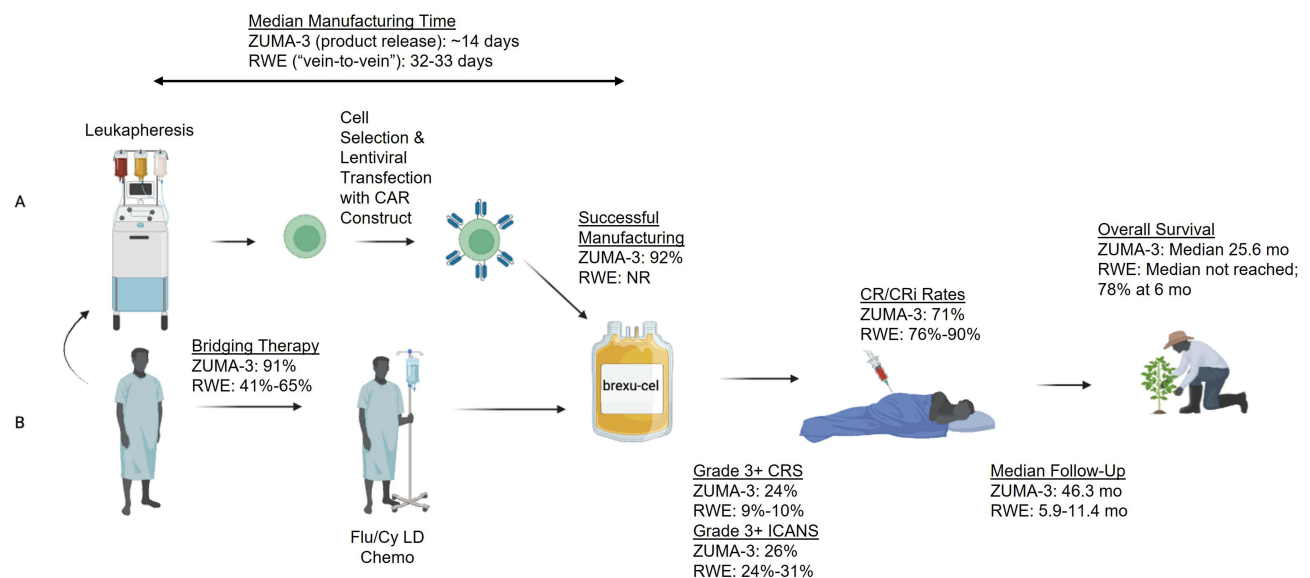 Median Manufacturing Time
ZUMA-3 (product release): ~14 days
RWE ("vein-to-vein"): 32-33 days
Leukapheresis
Cell
Selection &
Lentiviral
Transfection
with CAR
Construct
A
Successful
Manufacturing
ZUMA-3: 92%
RWE: NR
Overall Survival
ZUMA-3: Median 25.6 mo
RWE: Median not reached;
78% at 6 mo
CR/CRi Rates
ZUMA-3: 71%
RWE: 76%-90%
Bridging Therapy
ZUMA-3: 91%
RWE: 41%-65%
brexu-cel
B
Flu/Cy LD
Chemo
Grade 3+ CRS
ZUMA-3: 24%
RWE: 9%-10%
Grade 3+ ICANS
ZUMA-3: 26%
RWE: 24%-31%
Median Follow-Up
ZUMA-3: 46.3 mo
RWE: 5.9-11.4 mo